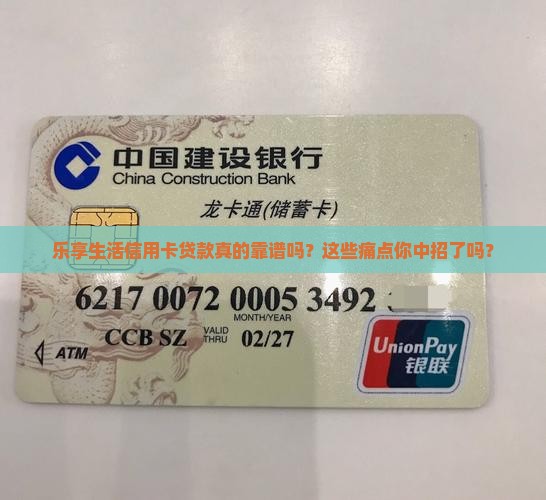 中国建设银行
China Construction Bank
龙卡通(储蓄卡)
乐享生活信用卡贷款真的靠谱吗？这些痛点你中招了吗？
6217 0072 0005 3492
MONTH/YEAR
CCB SZ VALID THRU 02/27
ATM
UnionPay
银联